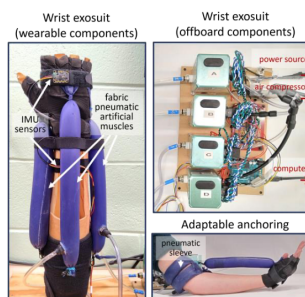 Wrist exosuit
(wearable components)
IMU
sensors
fabric
pneumatic
artificial
muscles
Wrist exosuit
(offboard components)
power source
air compressor
A
B
C
D
computer
Adaptable anchoring
pneumatic
sleeve